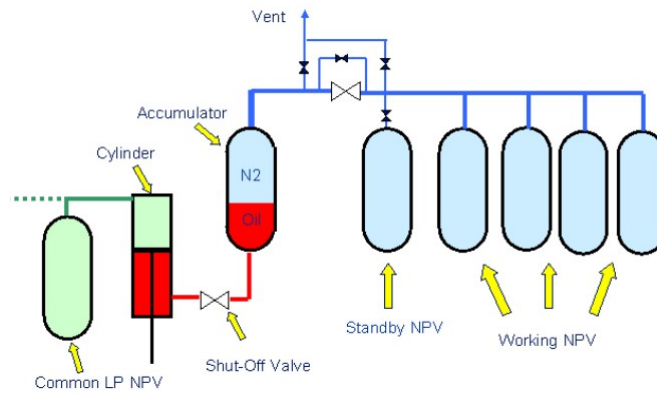 Vent
Accumulator
Cylinder
N2
Oil
Standby NPV
Working NPV
Shut-Off Valve
Common LP NPV